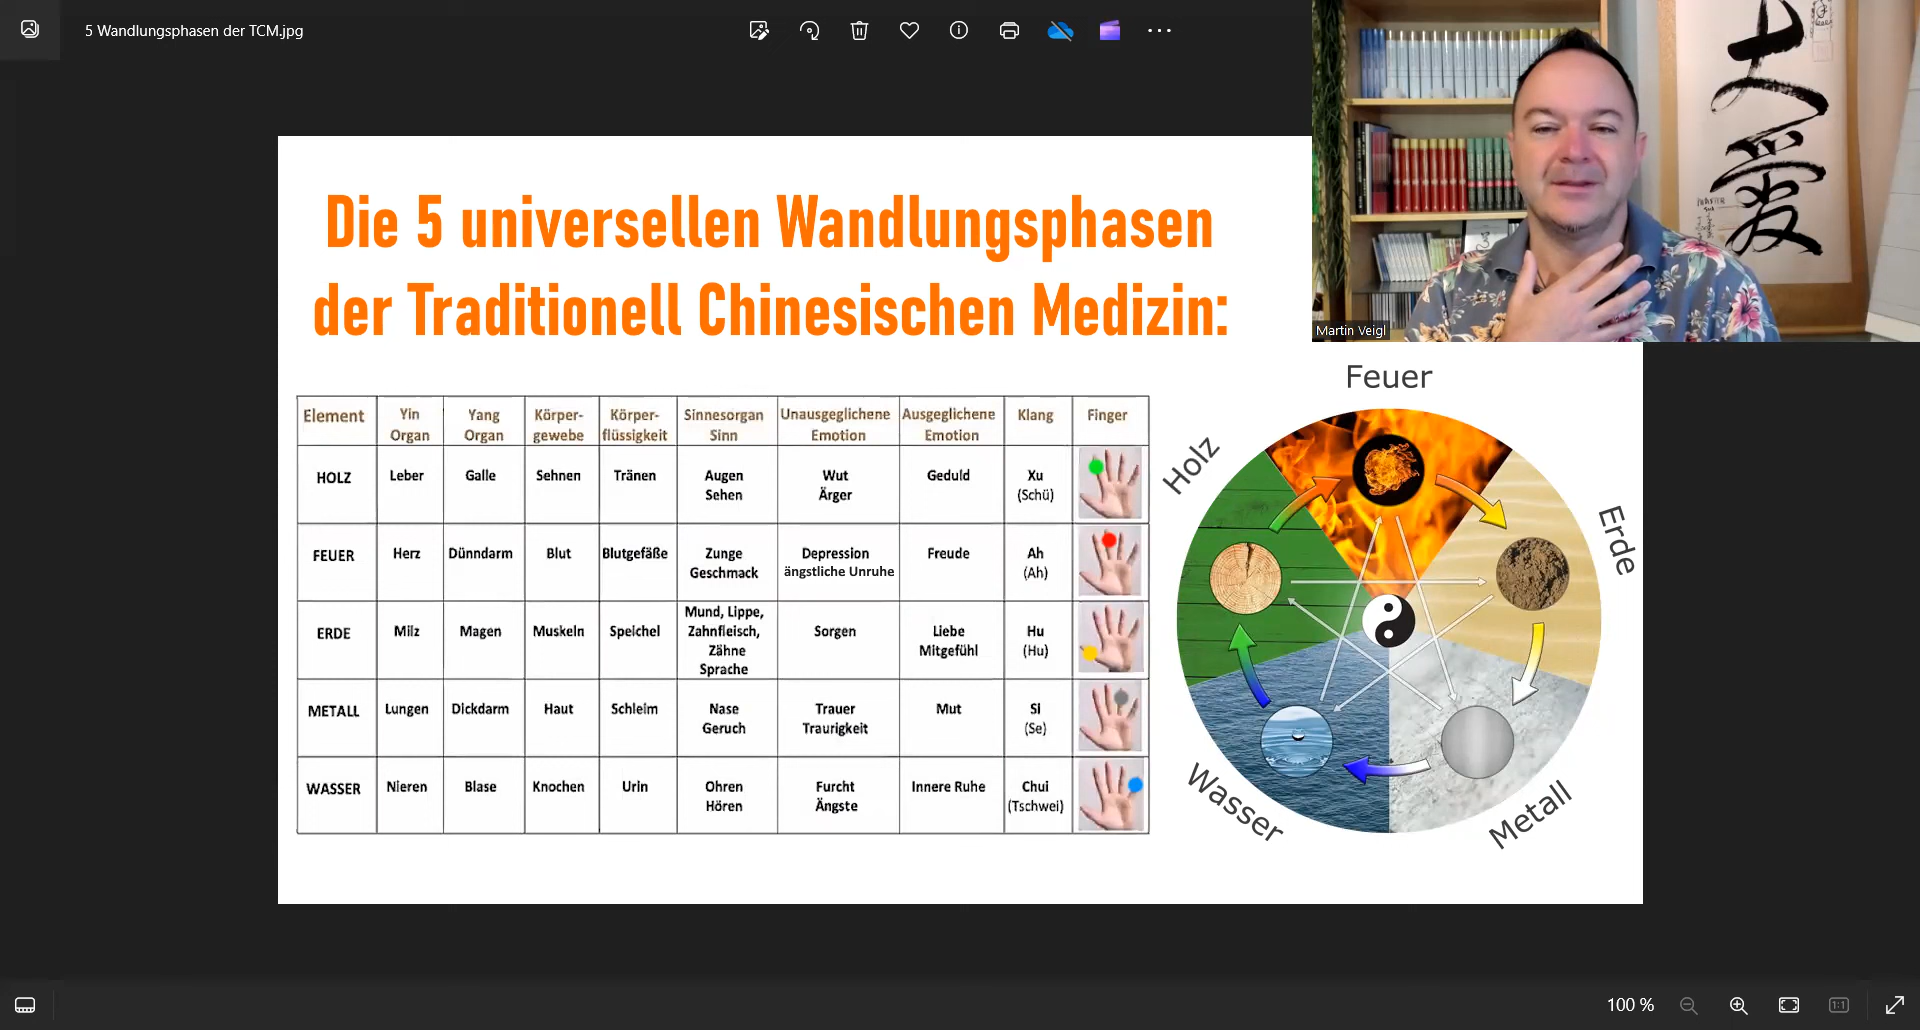 5 Wandlungsphasen der TCM.jpg
大
愛
Martin Veigl
Die 5 universellen Wandlungsphasen
der Traditionell Chinesischen Medizin:
Element Yin Organ Yang Organ Körper-gewebe Körper-flüssigkeit Sinnesorgan Sinn Unausgeglichene Emotion Ausgeglichene Emotion Klang Finger
HOLZ Leber Galle Sehnen Tränen Augen Sehen Wut Ärger Geduld Xu (Schü)
FEUER Herz Dünndarm Blut Blutgefäße Zunge Geschmack Depression ängstliche Unruhe Freude Ah (Ah)
ERDE Milz Magen Muskeln Speichel Mund, Lippe, Zahnfleisch, Zähne Sprache Sorgen Liebe Mitgefühl Hu (Hu)
METALL Lungen Dickdarm Haut Schleim Nase Geruch Trauer Traurigkeit Mut Si (Se)
WASSER Nieren Blase Knochen Urin Ohren Hören Furcht Ängste Innere Ruhe Chui (Tschwei)
Feuer
Holz
Erde
Wasser
Metall
100 %
1:1